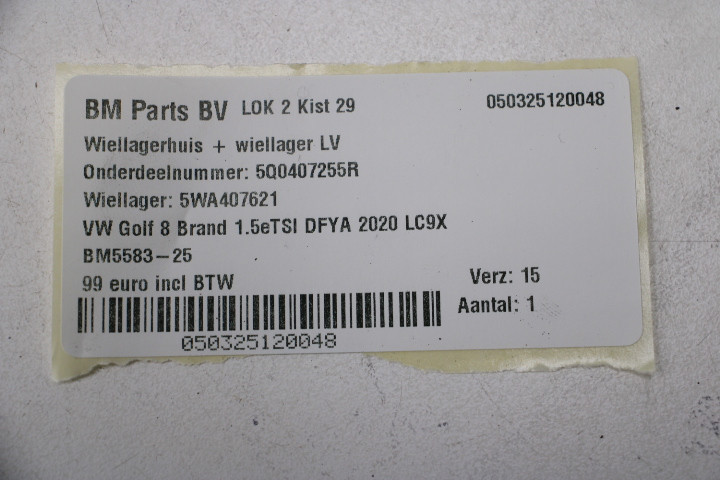 BM Parts BV LOK 2 Kist 29 050325120048
Wiellagerhuis + wiellager LV
Onderdeelnummer: 5Q0407255R
Wiellager: 5WA407621
VW Golf 8 Brand 1.5eTSI DFYA 2020 LC9X
BM5583-25
99 euro incl BTW Verz: 15
Aantal: 1
050325120048